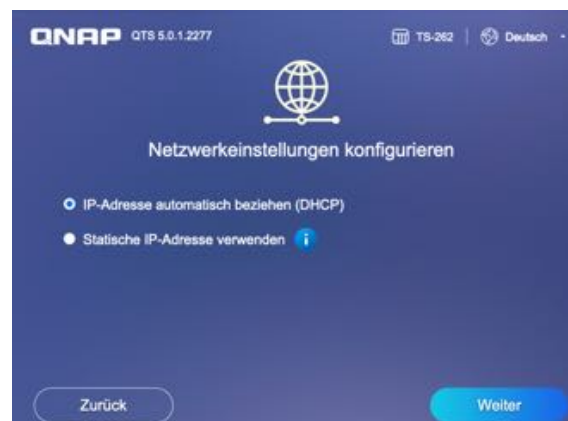 QNAP QTS 5.0.1.2277 TS-262 | Deutsch
Netzwerkeinstellungen konfigurieren
IP-Adresse automatisch beziehen (DHCP)
Statische IP-Adresse verwenden i
Zurück Weiter